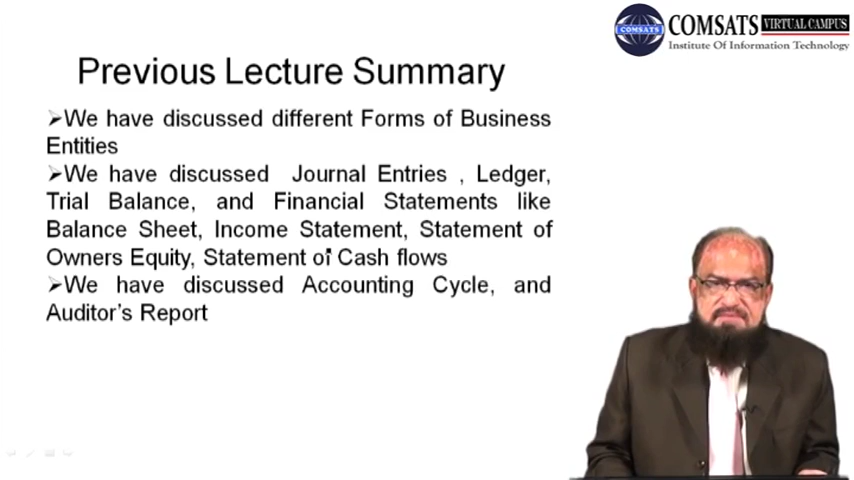 COMSATS VIRTUAL CAMPUS
COMSATS
Institute Of Information Technology
Previous Lecture Summary
➢We have discussed different Forms of Business
Entities
➢We have discussed Journal Entries , Ledger,
Trial Balance, and Financial Statements like
Balance Sheet, Income Statement, Statement of
Owners Equity, Statement of Cash flows
➢We have discussed Accounting Cycle, and
Auditor's Report